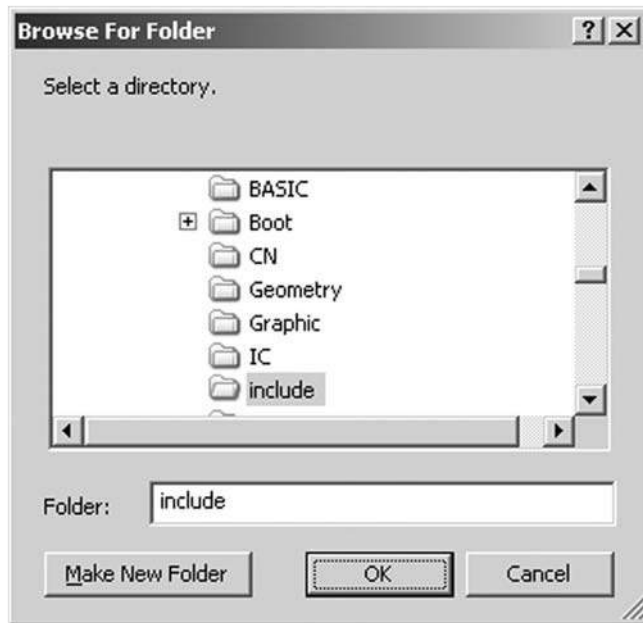 Browse For Folder
Select a directory.
BASIC
Boot
CN
Geometry
Graphic
IC
include
Folder: include
Make New Folder OK Cancel